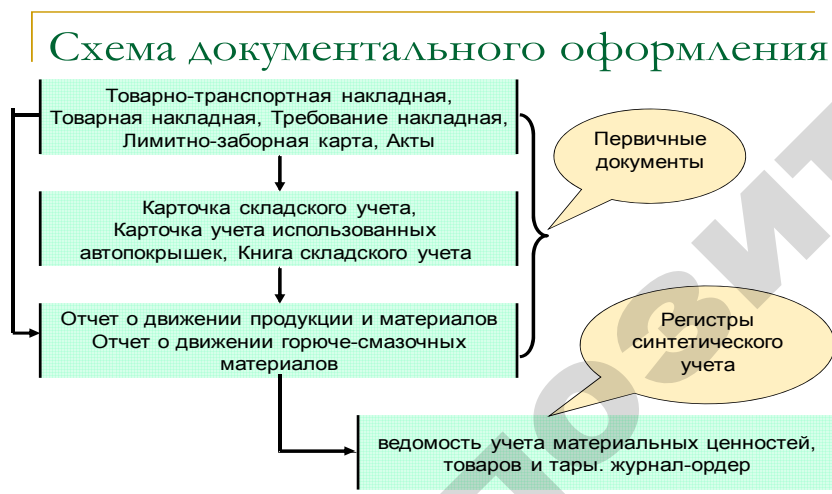 Схема документального оформления
Товарно-транспортная накладная,
Товарная накладная, Требование накладная,
Лимитно-заборная карта, Акты
Первичные
документы
Карточка складского учета,
Карточка учета использованных
автопокрышек, Книга складского учета
Отчет о движении продукции и материалов
Отчет о движении горюче-смазочных
материалов
Регистры
синтетического
учета
ведомость учета материальных ценностей,
товаров и тары. журнал-ордер